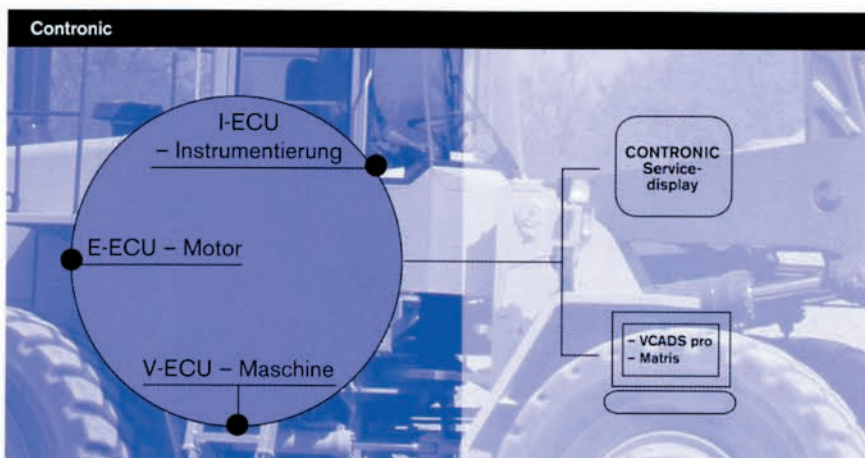 Contronic
I-ECU
– Instrumentierung
E-ECU – Motor
V-ECU – Maschine
CONTRONIC
Service-
display
– VCADS pro
– Matris